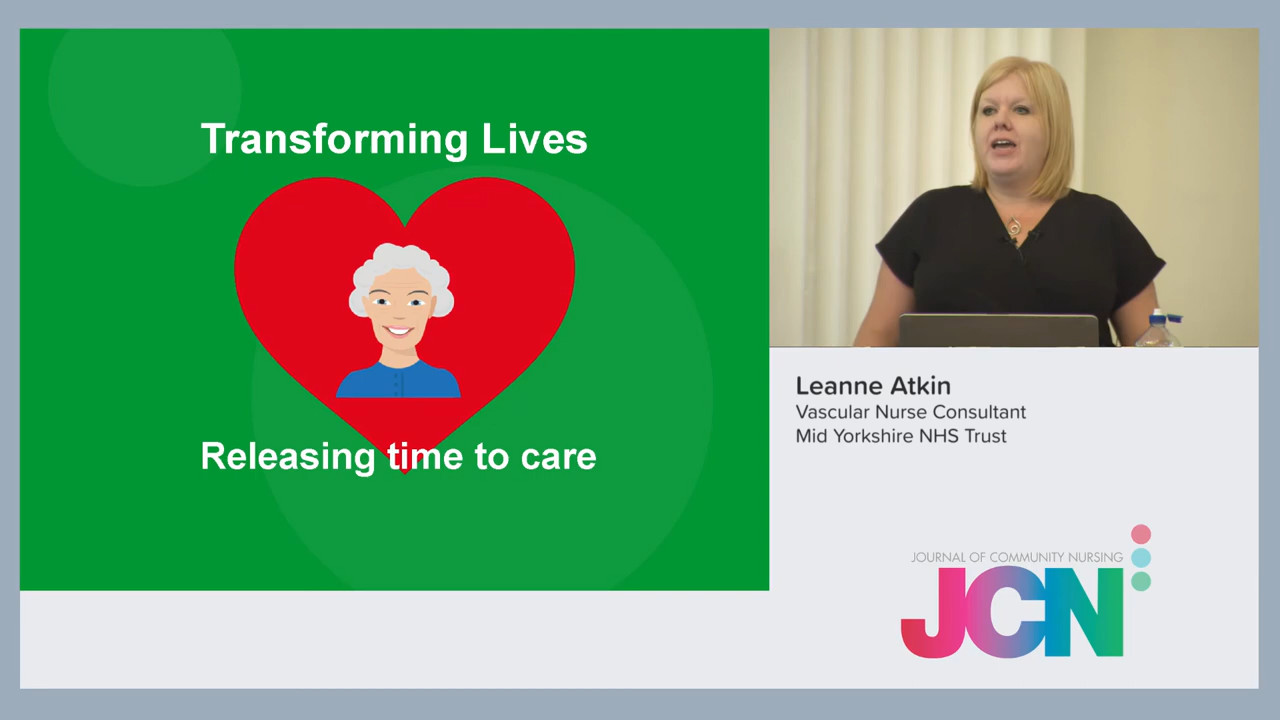 Transforming Lives
Releasing time to care
Leanne Atkin
Vascular Nurse Consultant
Mid Yorkshire NHS Trust
JOURNAL OF COMMUNITY NURSING
JCN